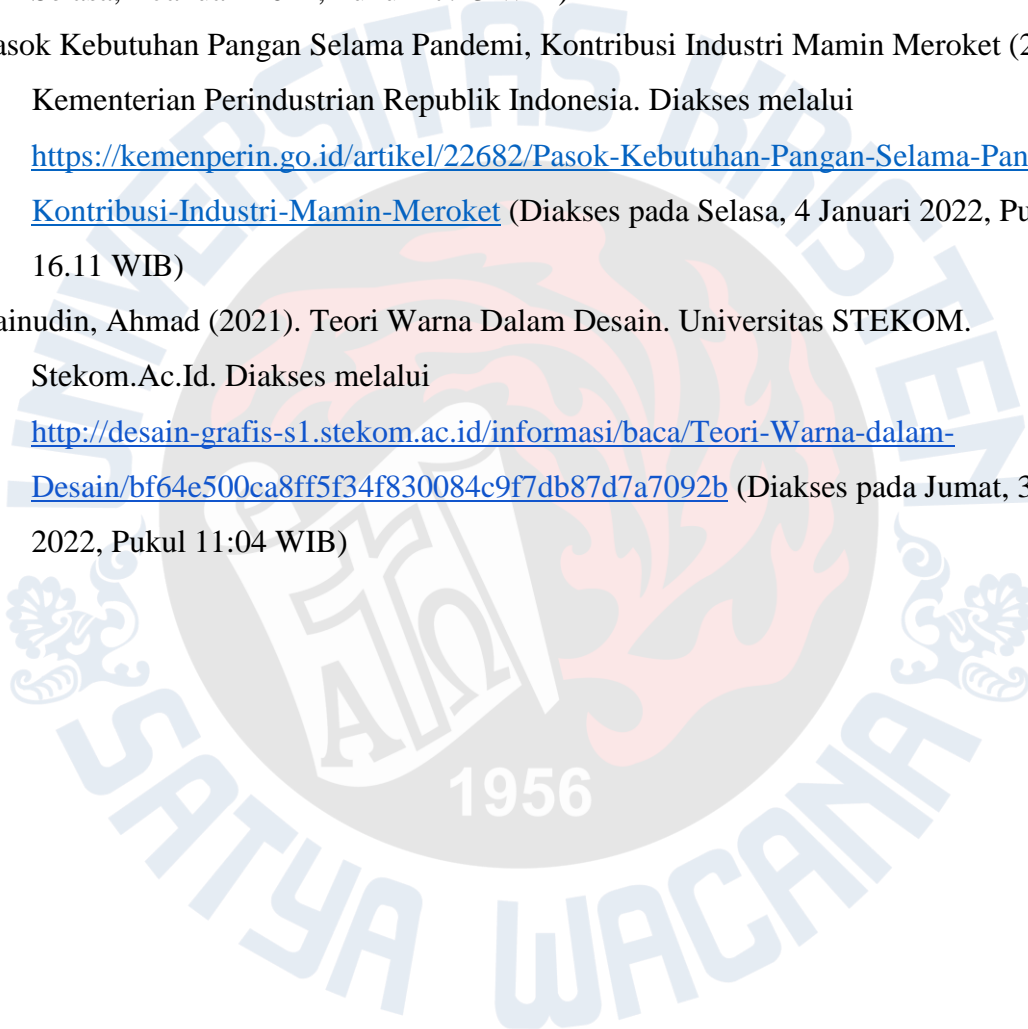 asok Kebutuhan Pangan Selama Pandemi, Kontribusi Industri Mamin Meroket (2
Kementerian Perindustrian Republik Indonesia. Diakses melalui
https://kemenperin.go.id/artikel/22682/Pasok-Kebutuhan-Pangan-Selama-Pan
Kontribusi-Industri-Mamin-Meroket (Diakses pada Selasa, 4 Januari 2022, Pu
16.11 WIB)
ainudin, Ahmad (2021). Teori Warna Dalam Desain. Universitas STEKOM.
Stekom.Ac.Id. Diakses melalui
http://desain-grafis-s1.stekom.ac.id/informasi/baca/Teori-Warna-dalam-
Desain/bf64e500ca8ff5f34f830084c9f7db87d7a7092b (Diakses pada Jumat, 3
2022, Pukul 11:04 WIB)
UNIVERSITAS KRISTEN
ΑΩ
1956
SATYA WACANA